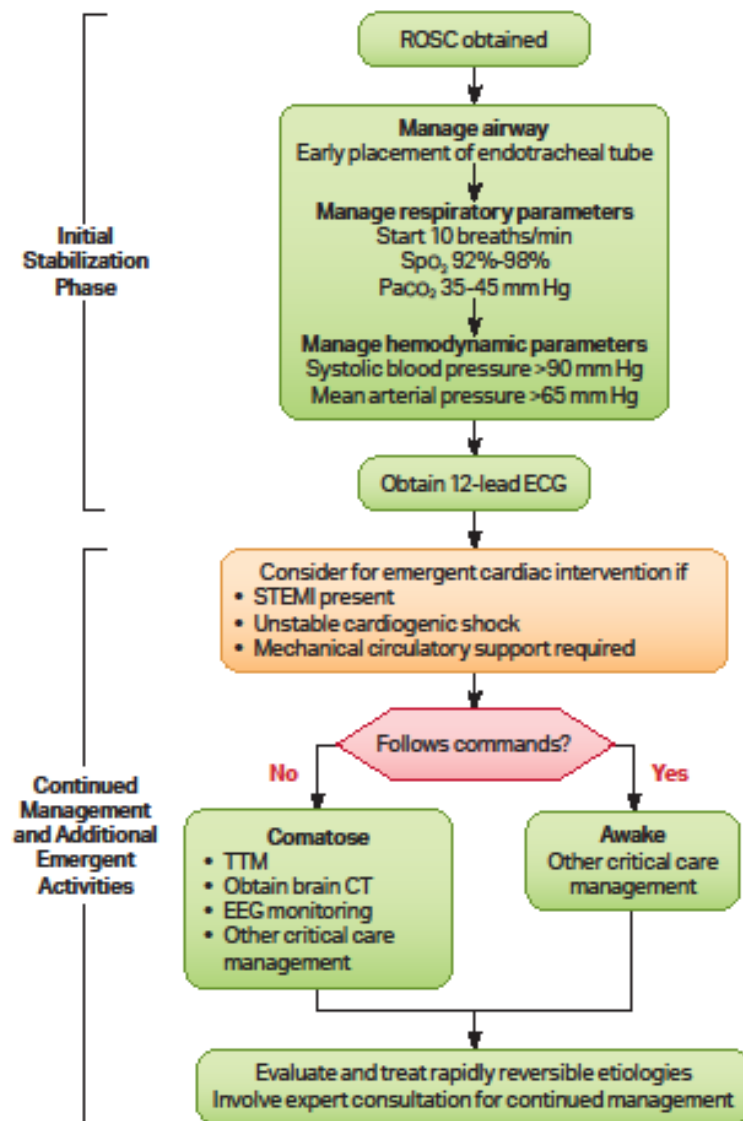 ROSC obtained
Manage airway
Early placement of endotracheal tube
Manage respiratory parameters
Start 10 breaths/min
Spo₂ 92%-98%
Paco₂ 35-45 mm Hg
Manage hemodynamic parameters
Systolic blood pressure >90 mm Hg
Mean arterial pressure >65 mm Hg
Obtain 12-lead ECG
Initial
Stabilization
Phase
Consider for emergent cardiac intervention if
• STEMI present
• Unstable cardiogenic shock
• Mechanical circulatory support required
Follows commands?
No
Yes
Comatose
• TTM
• Obtain brain CT
• EEG monitoring
• Other critical care
management
Awake
Other critical care
management
Continued
Management
and Additional
Emergent
Activities
Evaluate and treat rapidly reversible etiologies
Involve expert consultation for continued management